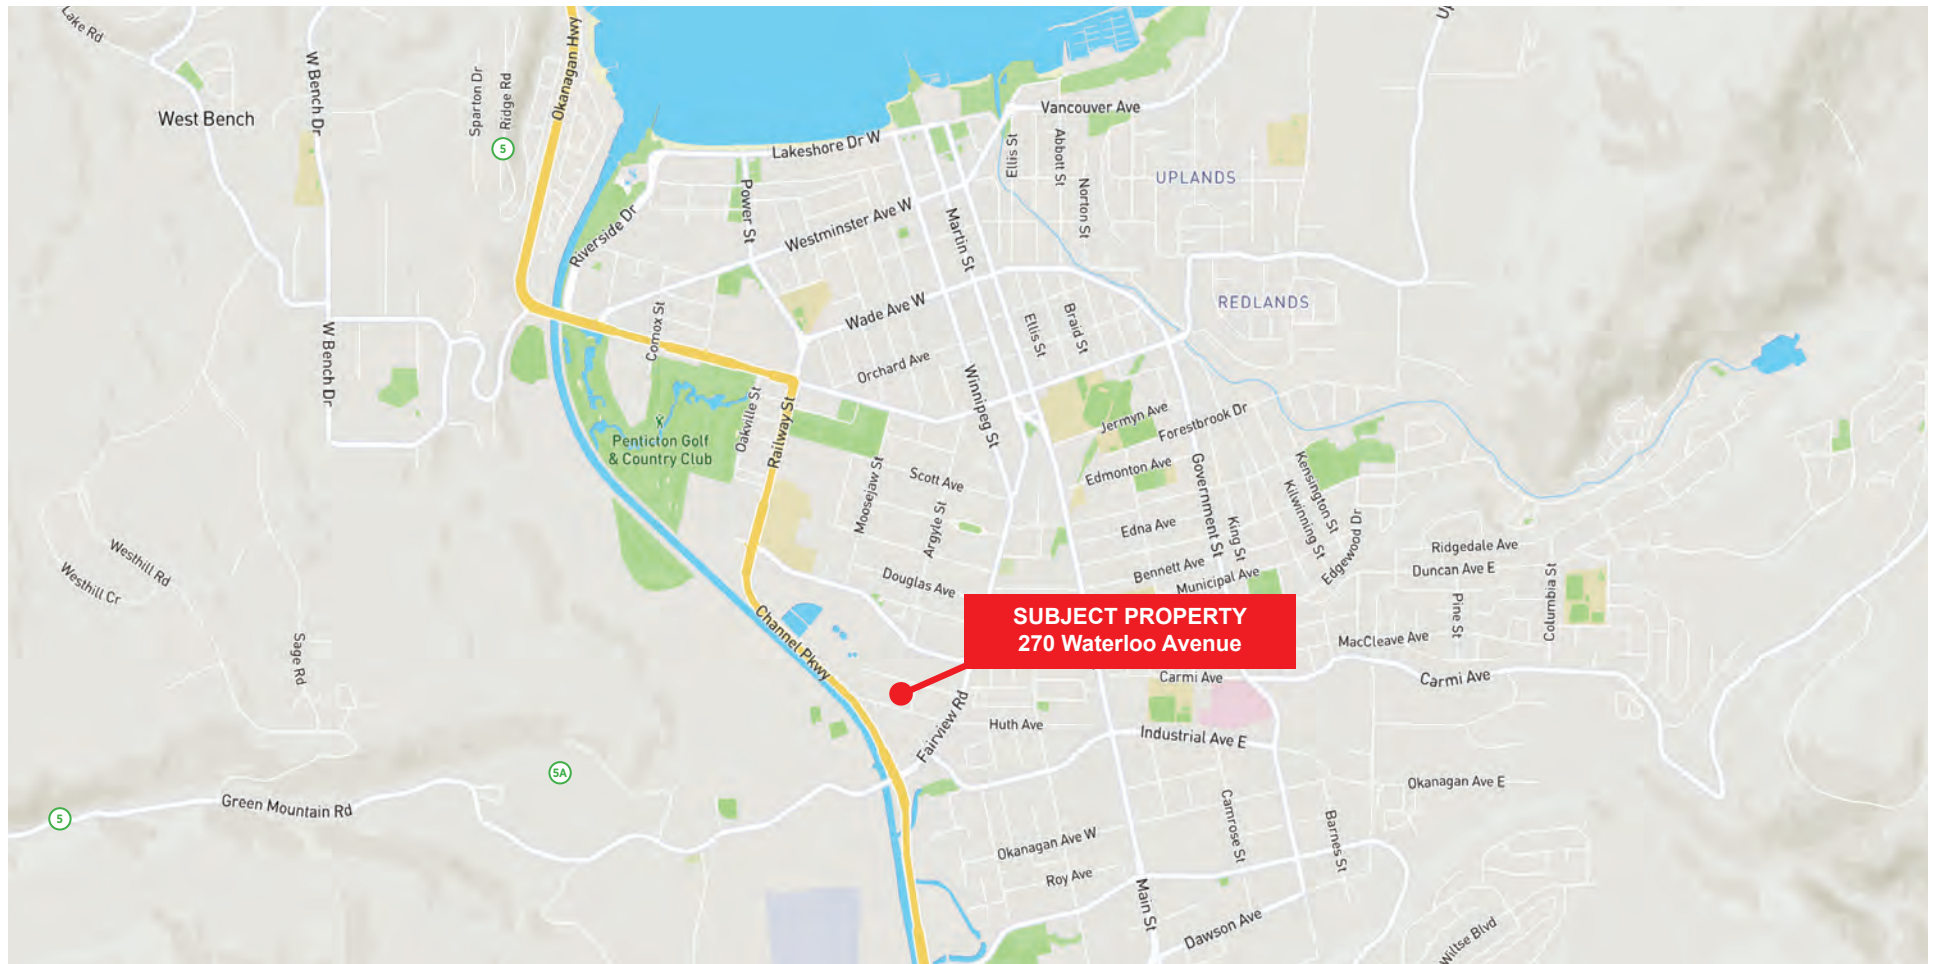 Lake Rd
W Bench Dr
West Bench
Sparton Dr
Ridge Rd
5
Okanagan Hwy
Lakeshore Dr W
Vancouver Ave
Ellis St
Abbott St
Norton St
UPLANDS
Riverside Dr
Power St
Westminster Ave W
Martin St
REDLANDS
W Bench Dr
Comox St
Wade Ave W
Ellis St
Braid St
Orchard Ave
Winnipeg St
Oakville St
Railway St
Penticton Golf
& Country Club
Jermyn Ave
Forestbrook Dr
Moosejaw St
Scott Ave
Argyle St
Edmonton Ave
Government St
Kensington St
Kilwinning St
Edna Ave
King St
Edgewood Dr
Westhill Rd
Westhill Cr
Douglas Ave
Bennett Ave
Municipal Ave
Ridgedale Ave
Duncan Ave E
Pine St
Columbia St
SUBJECT PROPERTY
270 Waterloo Avenue
Channel Pkwy
Sage Rd
MacCleave Ave
Carmi Ave
Carmi Ave
Fairview Rd
Huth Ave
Industrial Ave E
5A
5
Green Mountain Rd
Okanagan Ave E
Camrose St
Barnes St
Okanagan Ave W
Roy Ave
Main St
Dawson Ave
Wiltse Blvd